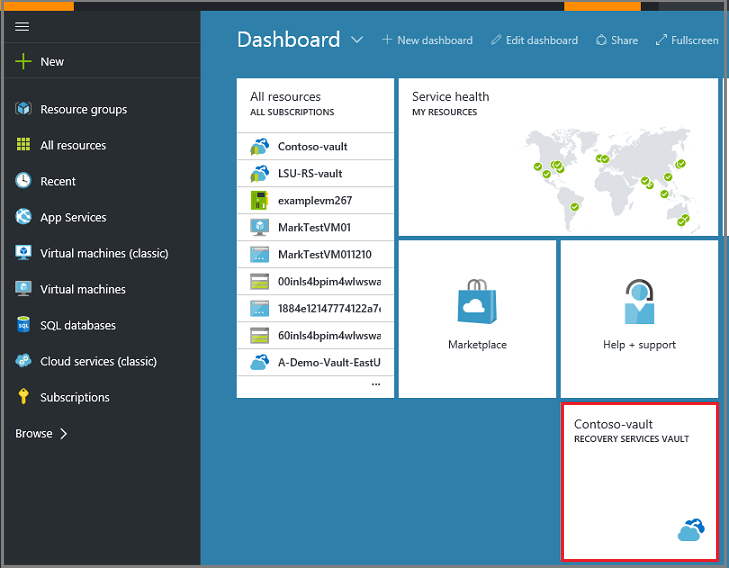 New
Resource groups
All resources
Recent
App Services
Virtual machines (classic)
Virtual machines
SQL
SQL databases
Cloud services (classic)
Subscriptions
Browse
Dashboard
New dashboard
Edit dashboard
Share
Fullscreen
All resources
ALL SUBSCRIPTIONS
Contoso-vault
LSU-RS-vault
examplevm267
MarkTestVM01
MarkTestVM011210
00inls4bpim4wlwswa
1884e12147774122a7e
60inls4bpim4wlwswa
A-Demo-Vault-EastU
...
Service health
MY RESOURCES
Marketplace
Help + support
Contoso-vault
RECOVERY SERVICES VAULT